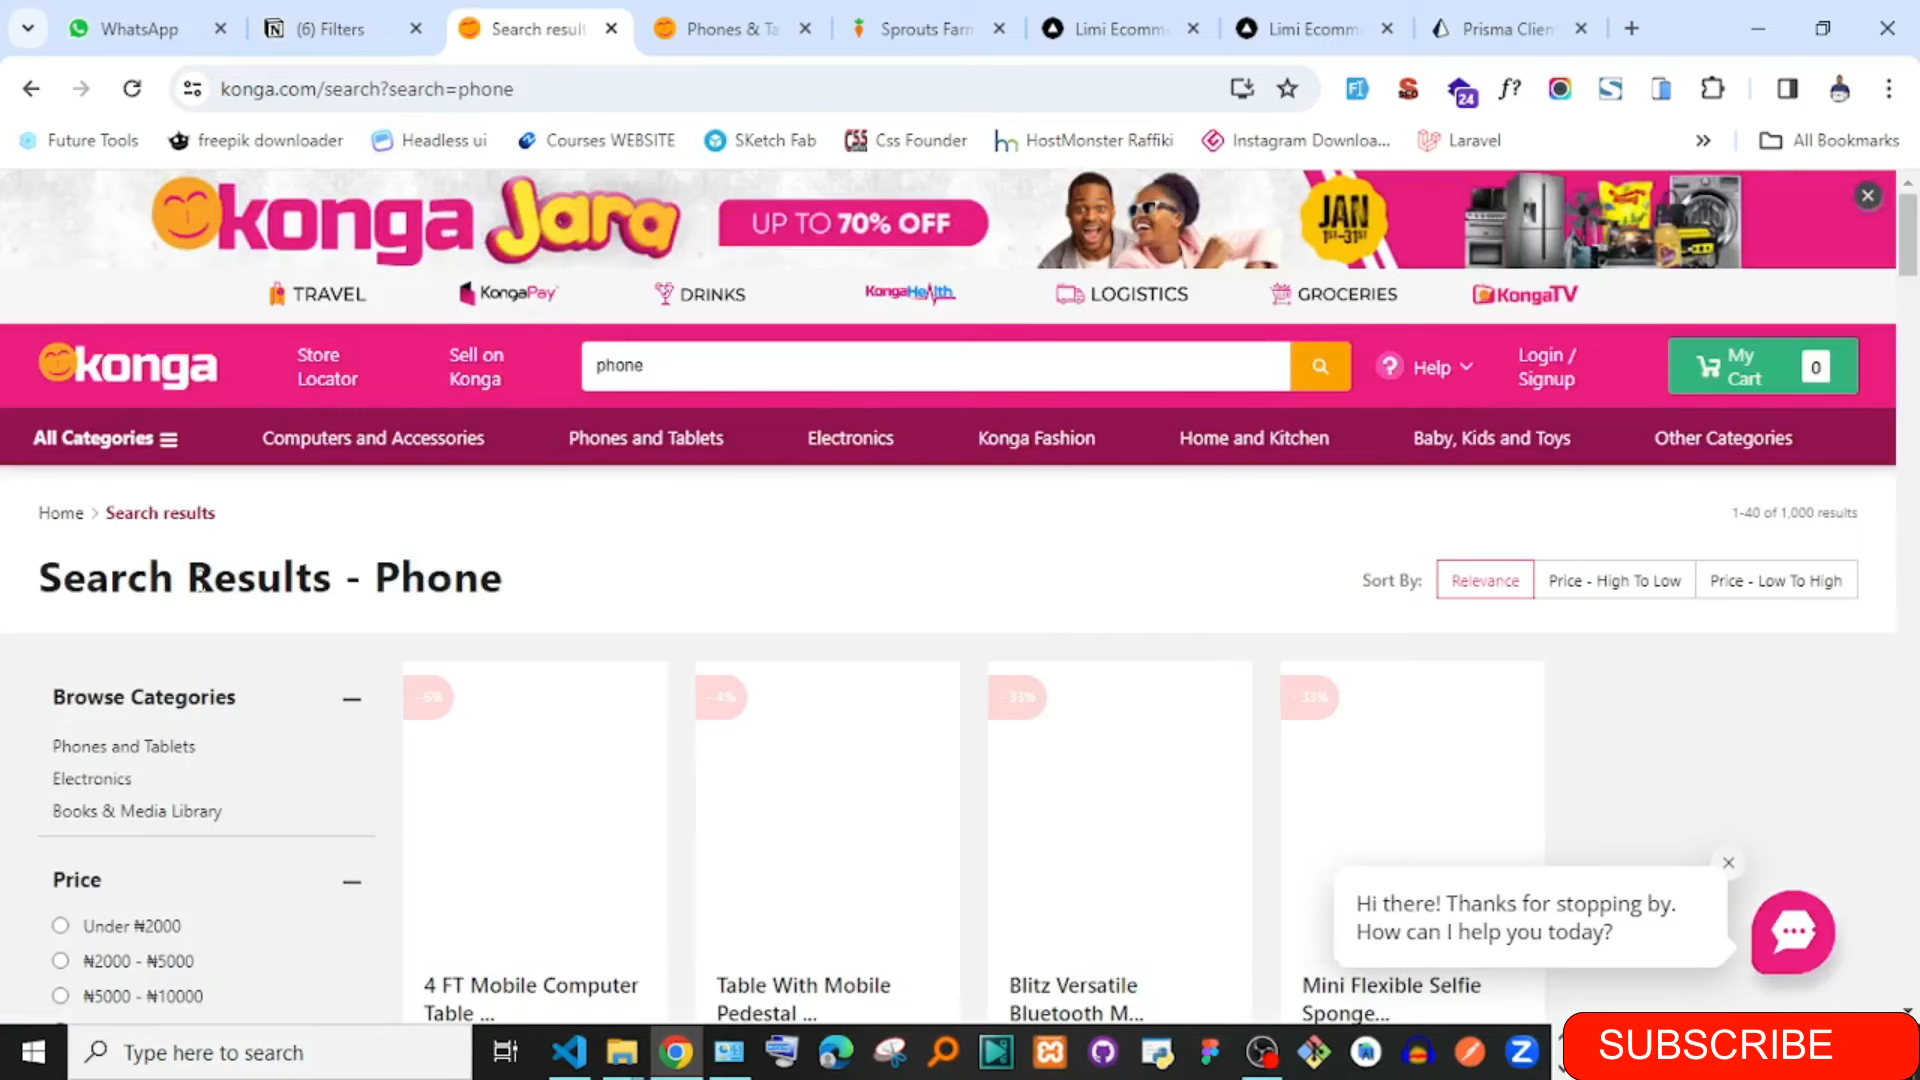 WhatsApp
(6) Filters
Search result
Phones & Ta
Sprouts Farm
Limi Ecomm
Limi Ecomm
Prisma Clien
konga.com/search?search=phone
24
f?
Future Tools
freepik downloader
Headless ui
Courses WEBSITE
SKetch Fab
Css Founder
HostMonster Raffiki
Instagram Downloa...
Laravel
All Bookmarks
konga Jara
UP TO 70% OFF
JAN
1ST-31ST
TRAVEL
KongaPay
DRINKS
KongaHealth
LOGISTICS
GROCERIES
KongaTV
konga
Store Locator
Sell on Konga
phone
Help
Login / Signup
My Cart
0
All Categories
Computers and Accessories
Phones and Tablets
Electronics
Konga Fashion
Home and Kitchen
Baby, Kids and Toys
Other Categories
Home > Search results
1-40 of 1,000 results
Search Results - Phone
Sort By:
Relevance
Price - High To Low
Price - Low To High
Browse Categories
Phones and Tablets
Electronics
Books & Media Library
Price
Under ₦2000
₦2000 - ₦5000
₦5000 - ₦10000
- 6%
- 4%
- 33%
- 33%
4 FT Mobile Computer
Table ...
Table With Mobile
Pedestal ...
Blitz Versatile
Bluetooth M...
Mini Flexible Selfie
Sponge...
Hi there! Thanks for stopping by.
How can I help you today?
Type here to search
SUBSCRIBE